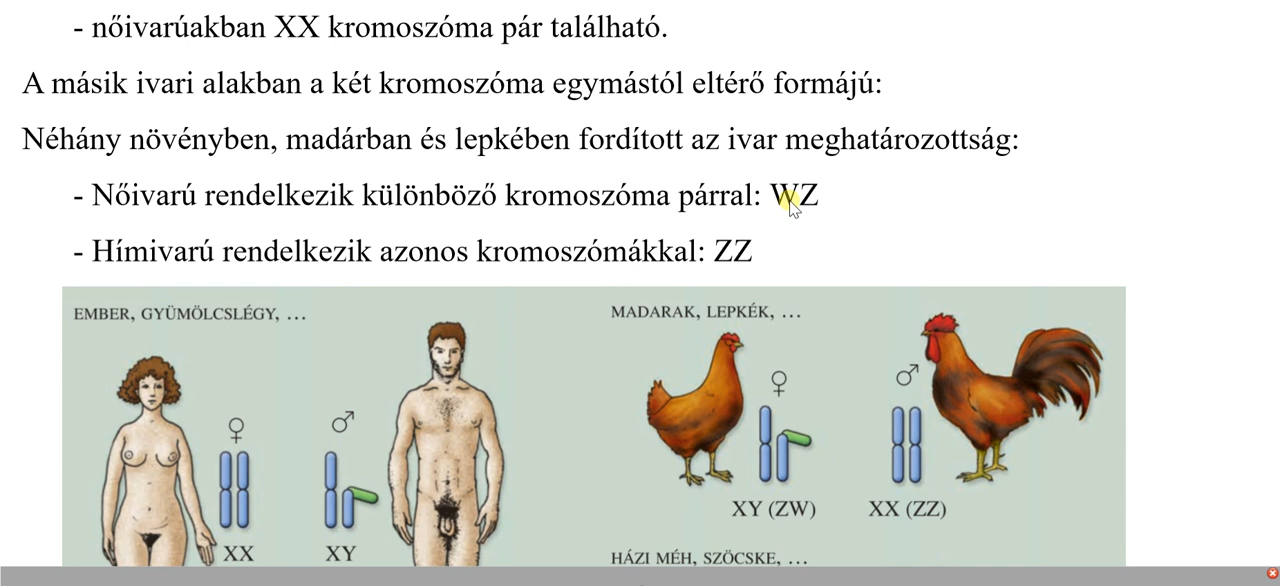 - nőivarúakban XX kromoszóma pár található.
A másik ivari alakban a két kromoszóma egymástól eltérő formájú:
Néhány növényben, madárban és lepkében fordított az ivar meghatározottság:
- Nőivarú rendelkezik különböző kromoszóma párral: WZ
- Hímivarú rendelkezik azonos kromoszómákkal: ZZ
EMBER, GYÜMÖLCSLÉGY, ...
♀
♂
XX
XY
MADARAK, LEPKÉK, ...
♀
♂
XY (ZW)
XX (ZZ)
HÁZI MÉH, SZÖCSKE, ...